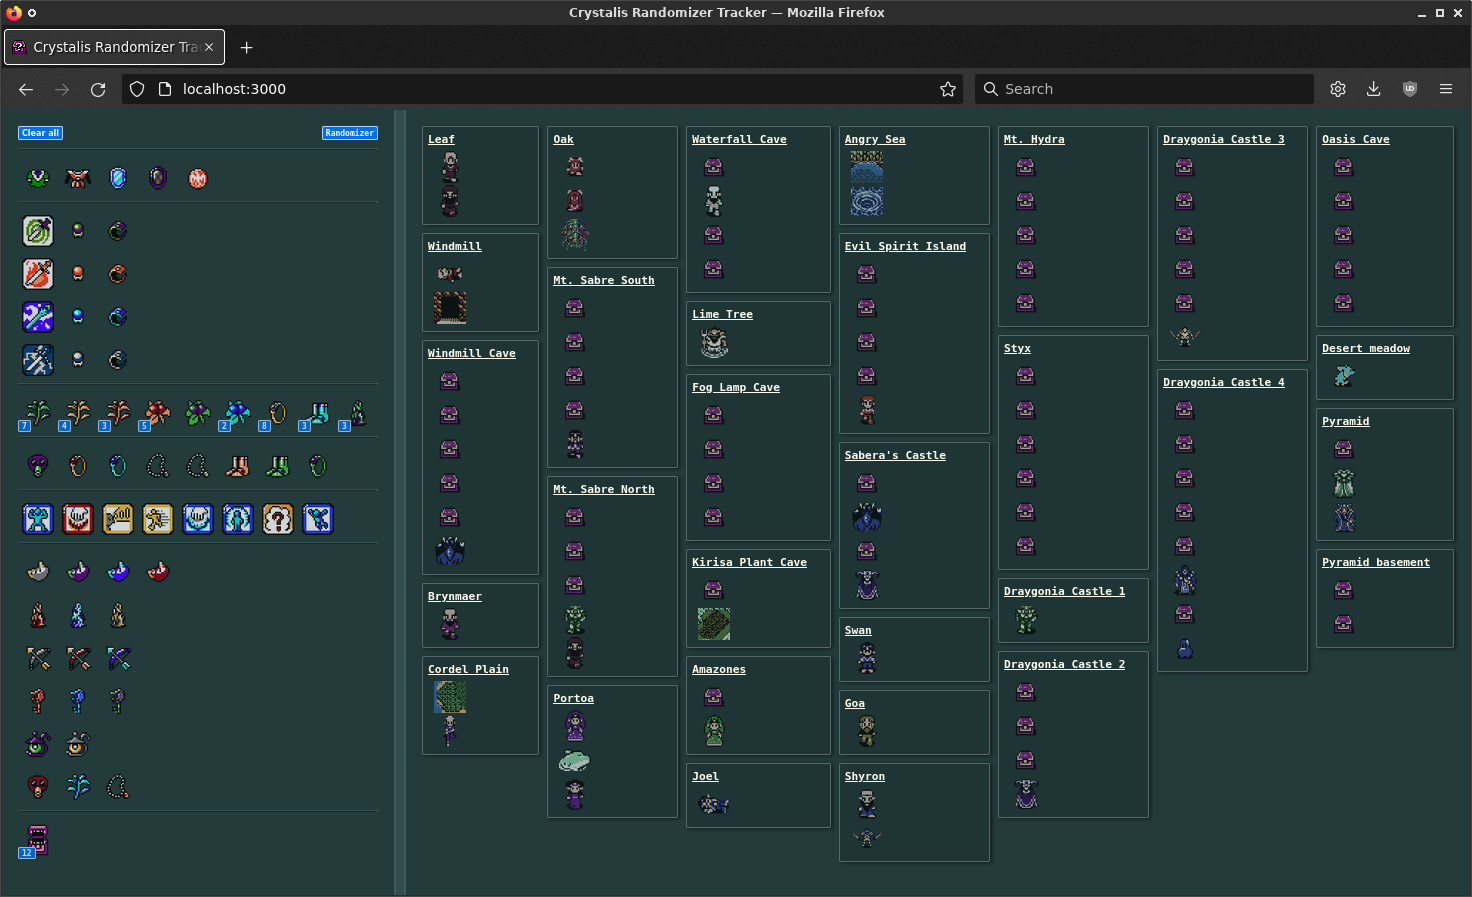 Crystalis Randomizer Tracker — Mozilla Firefox
Crystalis Randomizer Tra
localhost:3000
Search
Clear all
Randomizer
7
4
3
5
2
8
3
3
12
Leaf
Windmill
Windmill Cave
Brynmaer
Cordel Plain
Oak
Mt. Sabre South
Mt. Sabre North
Portoa
Waterfall Cave
Lime Tree
Fog Lamp Cave
Kirisa Plant Cave
Amazones
Joel
Angry Sea
Evil Spirit Island
Sabera's Castle
Swan
Goa
Shyron
Mt. Hydra
Styx
Draygonia Castle 1
Draygonia Castle 2
Draygonia Castle 3
Draygonia Castle 4
Oasis Cave
Desert meadow
Pyramid
Pyramid basement